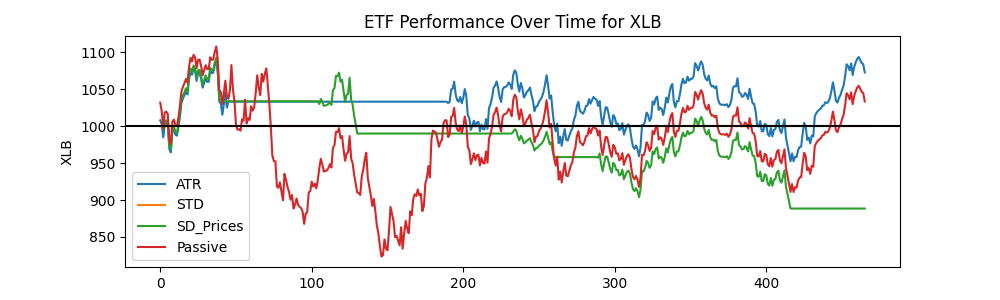 ETF Performance Over Time for XLB
XLB
1100
1050
1000
950
900
850
ATR
STD
SD_Prices
Passive
0
100
200
300
400